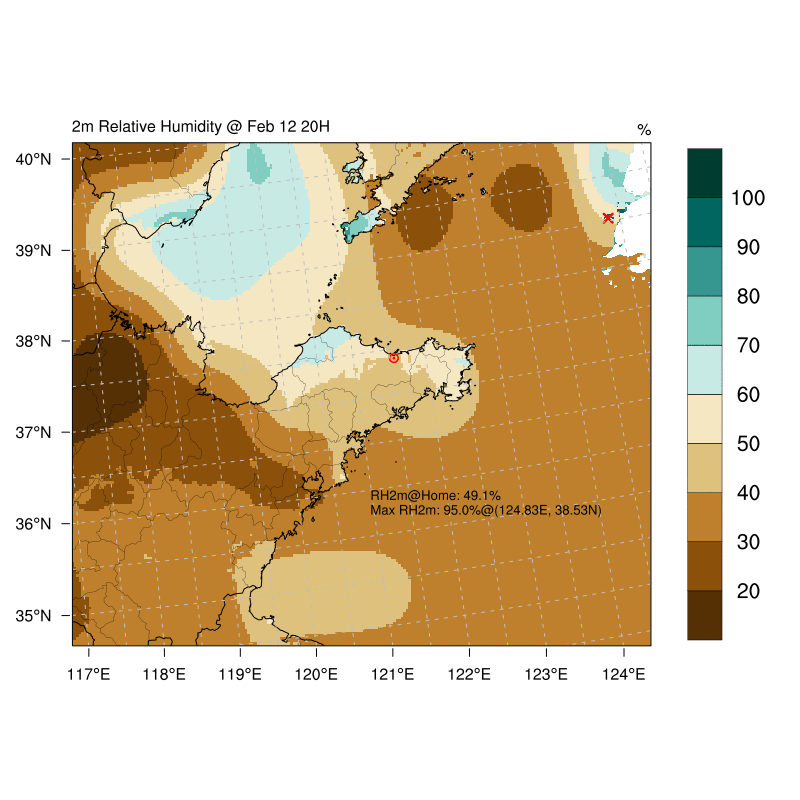 2m Relative Humidity @ Feb 12 20H
%
40°N
39°N
38°N
37°N
36°N
35°N
117°E
118°E
119°E
120°E
121°E
122°E
123°E
124°E
RH2m@Home: 49.1%
Max RH2m: 95.0%@(124.83E, 38.53N)
100
90
80
70
60
50
40
30
20